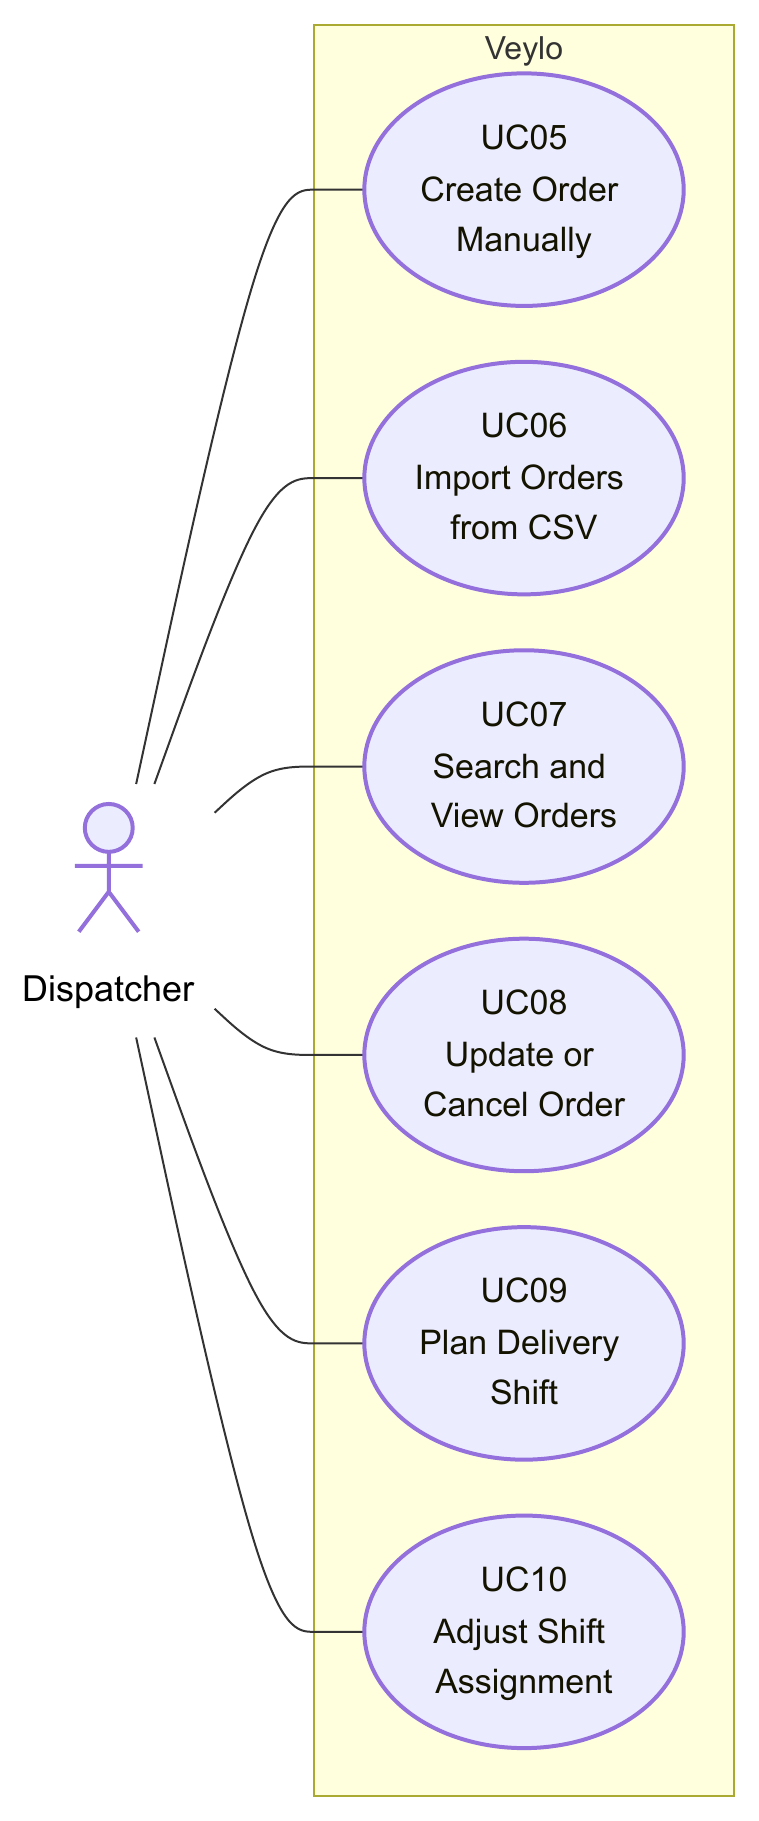 Veylo
UC05
Create Order
Manually
UC06
Import Orders
from CSV
UC07
Search and
View Orders
Dispatcher
UC08
Update or
Cancel Order
UC09
Plan Delivery
Shift
UC10
Adjust Shift
Assignment